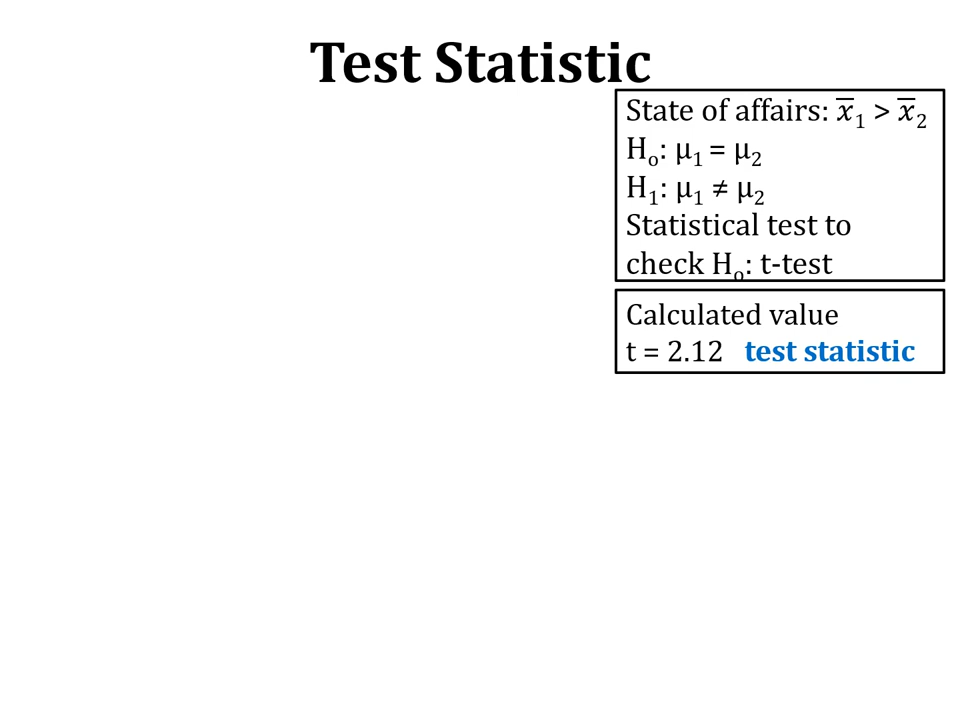 Test Statistic
State of affairs: x̅₁ > x̅₂
Hₒ: μ₁ = μ₂
H₁: μ₁ ≠ μ₂
Statistical test to
check Hₒ: t-test
Calculated value
t = 2.12 test statistic